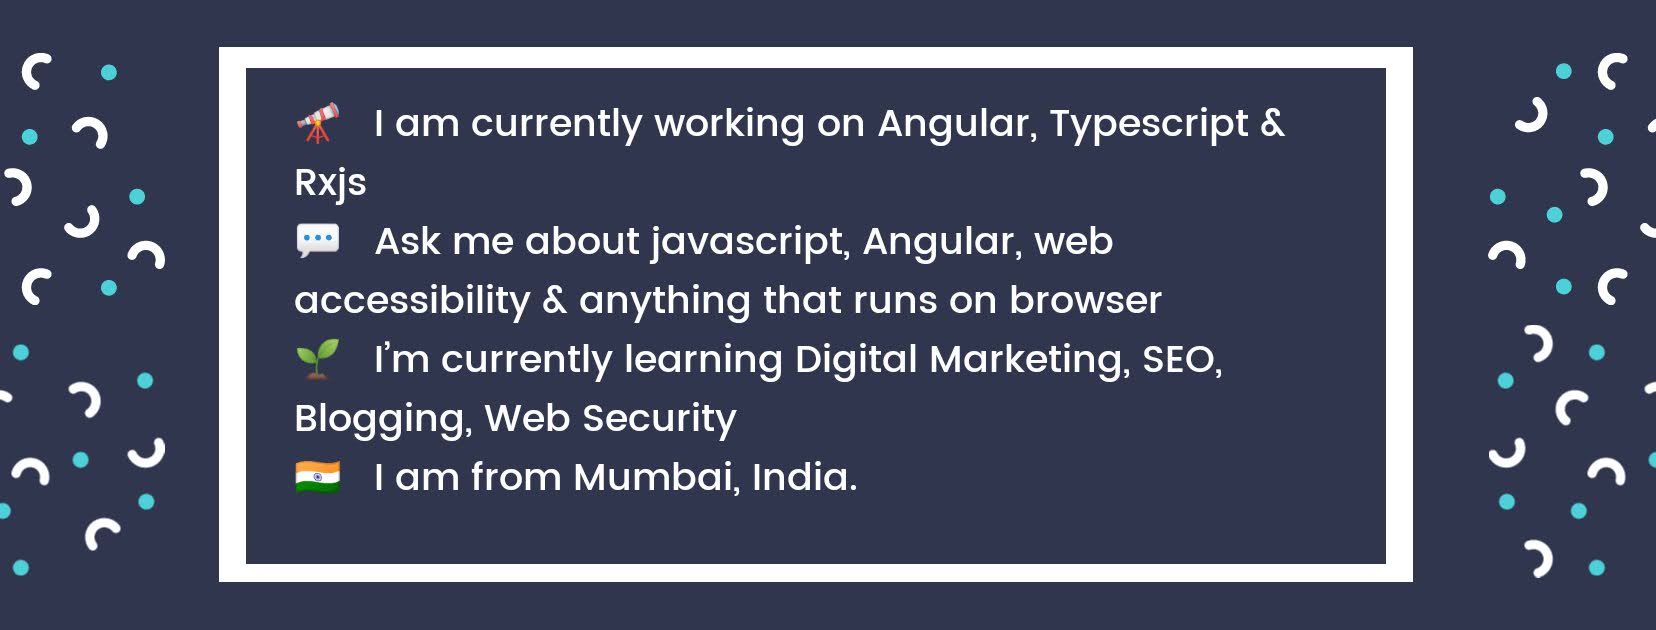 🔭 I am currently working on Angular, Typescript &
Rxjs
💬 Ask me about javascript, Angular, web
accessibility & anything that runs on browser
🌱 I’m currently learning Digital Marketing, SEO,
Blogging, Web Security
🇮🇳 I am from Mumbai, India.